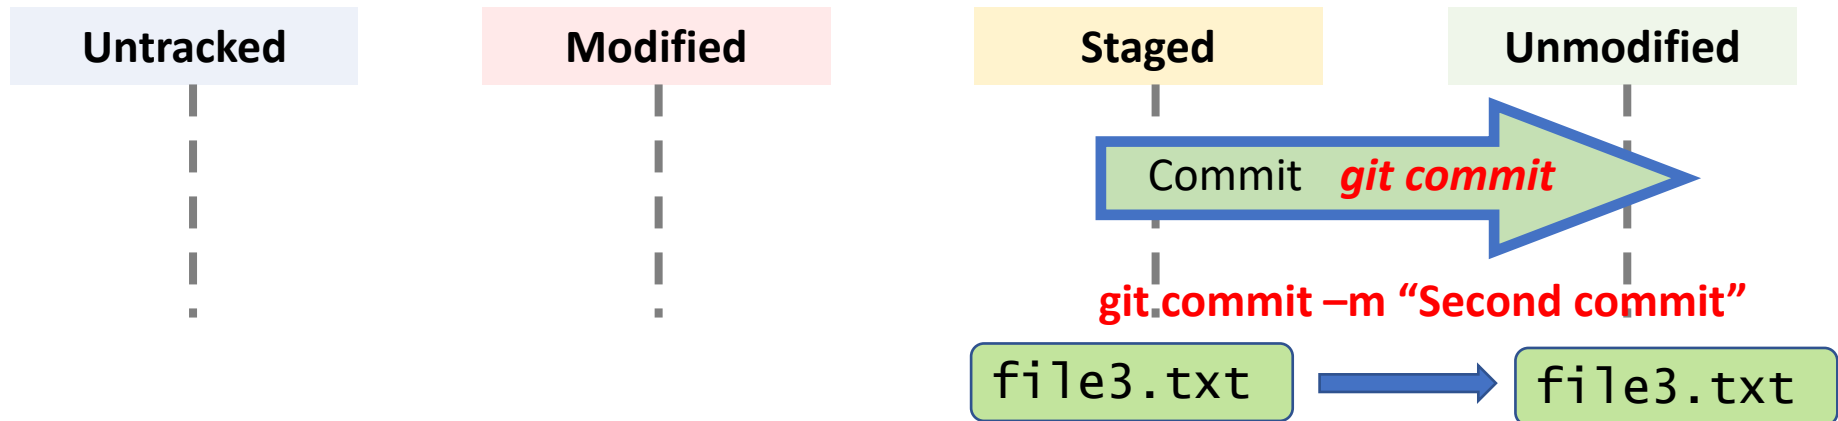 Untracked
Modified
Staged
Unmodified
Commit git commit
git commit –m “Second commit”
file3.txt
file3.txt